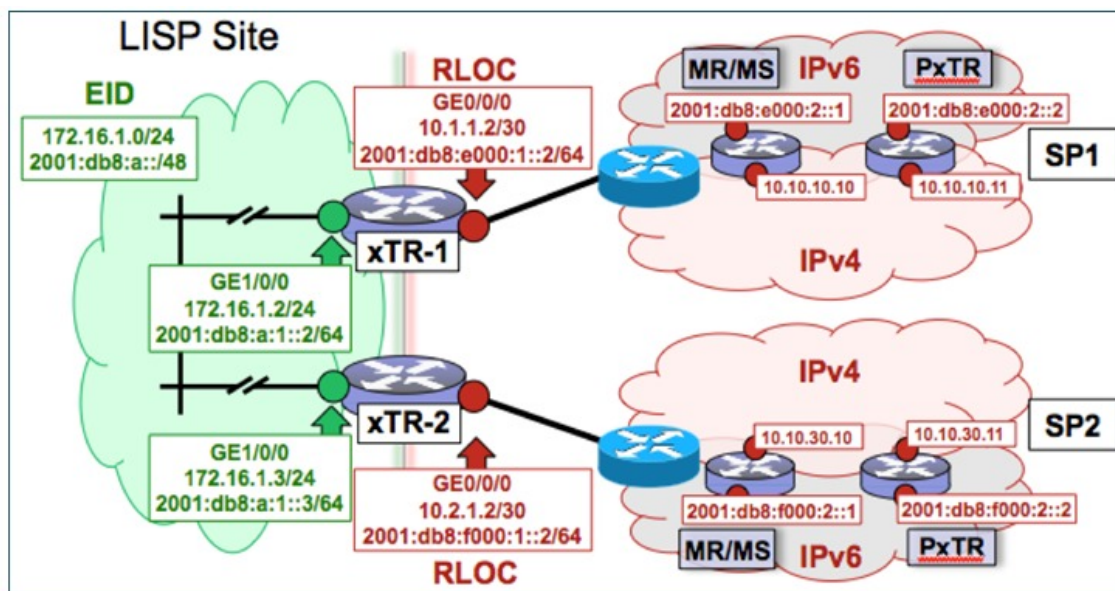 LISP Site
EID
172.16.1.0/24
2001:db8:a::/48
RLOC
GE0/0/0
10.1.1.2/30
2001:db8:e000:1::2/64
xTR-1
GE1/0/0
172.16.1.2/24
2001:db8:a:1::2/64
MR/MS
IPv6
PxTR
2001:db8:e000:2::1
2001:db8:e000:2::2
SP1
10.10.10.10
10.10.10.11
IPv4
xTR-2
GE1/0/0
172.16.1.3/24
2001:db8:a:1::3/64
GE0/0/0
10.2.1.2/30
2001:db8:f000:1::2/64
RLOC
IPv4
SP2
10.10.30.10
10.10.30.11
2001:db8:f000:2::1
2001:db8:f000:2::2
MR/MS
IPv6
PxTR